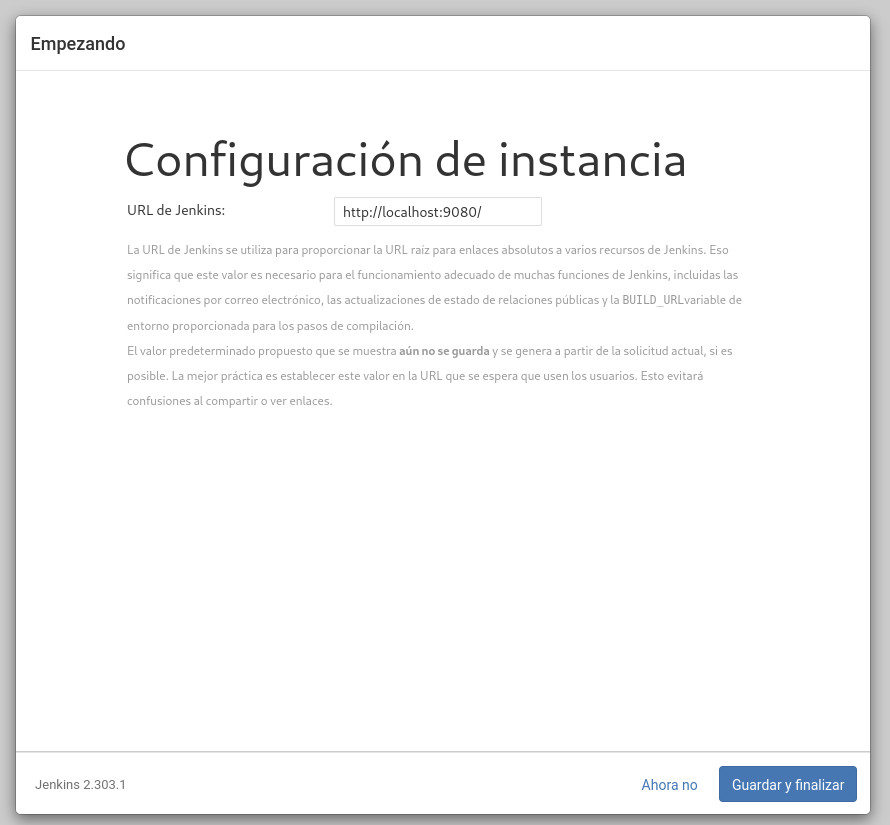 Empezando
Configuración de instancia
URL de Jenkins:
http://localhost:9080/
La URL de Jenkins se utiliza para proporcionar la URL raíz para enlaces absolutos a varios recursos de Jenkins. Eso
significa que este valor es necesario para el funcionamiento adecuado de muchas funciones de Jenkins, incluidas las
notificaciones por correo electrónico, las actualizaciones de estado de relaciones públicas y la BUILD_URLvariable de
entorno proporcionada para los pasos de compilación.
El valor predeterminado propuesto que se muestra aún no se guarda y se genera a partir de la solicitud actual, si es
posible. La mejor práctica es establecer este valor en la URL que se espera que usen los usuarios. Esto evitará
confusiones al compartir o ver enlaces.
Jenkins 2.303.1
Ahora no
Guardar y finalizar